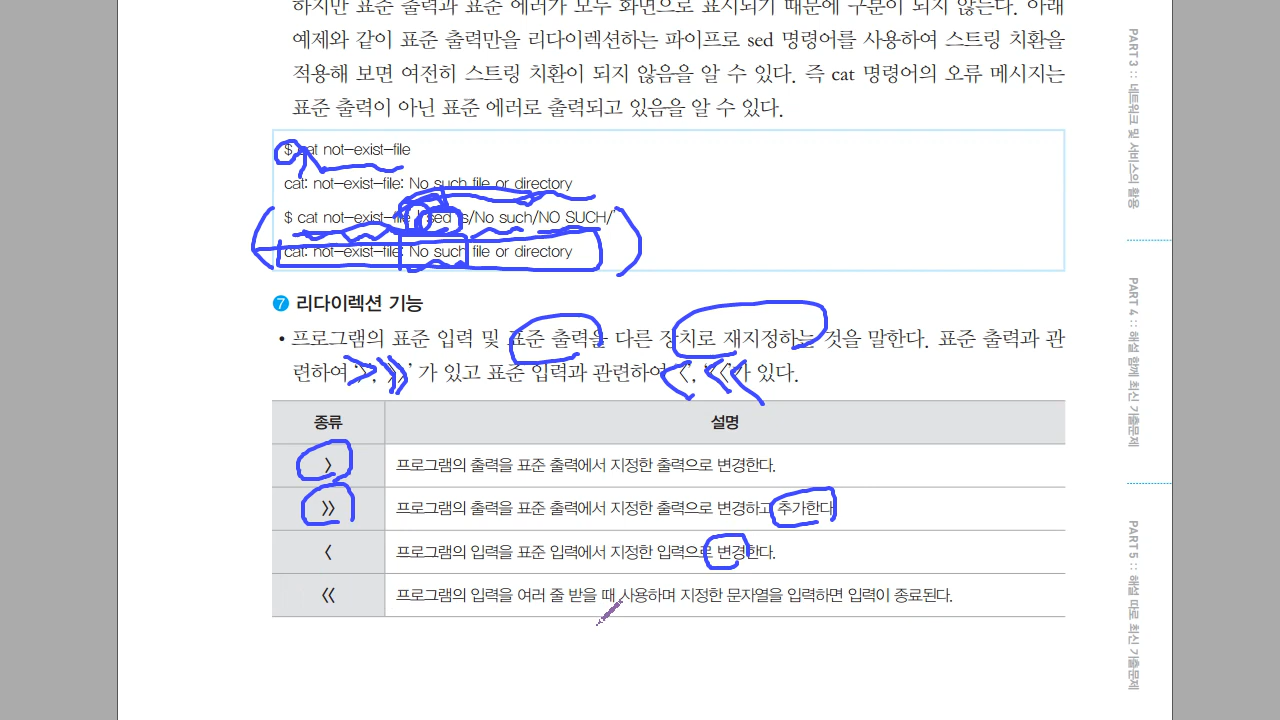 하지만 표준 출력과 표준 에러가 모두 화면으로 표시되기 때문에 구분이 되지 않는다. 아래
예제와 같이 표준 출력만을 리다이렉션하는 파이프로 sed 명령어를 사용하여 스트링 치환을
적용해 보면 여전히 스트링 치환이 되지 않음을 알 수 있다. 즉 cat 명령어의 오류 메시지는
표준 출력이 아닌 표준 에러로 출력되고 있음을 알 수 있다.
$ cat not-exist-file
cat: not-exist-file: No such file or directory
$ cat not-exist-file | sed 's/No such/NO SUCH/'
cat: not-exist-file: No such file or directory
7 리다이렉션 기능
• 프로그램의 표준 입력 및 표준 출력을 다른 장치로 재지정하는 것을 말한다. 표준 출력과 관
련하여 '>', '>>' 가 있고 표준 입력과 관련하여 '<', '<<'가 있다.
종류 설명
> 프로그램의 출력을 표준 출력에서 지정한 출력으로 변경한다.
>> 프로그램의 출력을 표준 출력에서 지정한 출력으로 변경하고 추가한다
< 프로그램의 입력을 표준 입력에서 지정한 입력으로 변경한다.
<< 프로그램의 입력을 여러 줄 받을 때 사용하며 지정한 문자열을 입력하면 입력이 종료된다.
PART 3 :: 네트워크 및 서비스의 활용
PART 4 :: 해설 함께 최신 기출문제
PART 5 :: 해설 따로 최신 기출문제